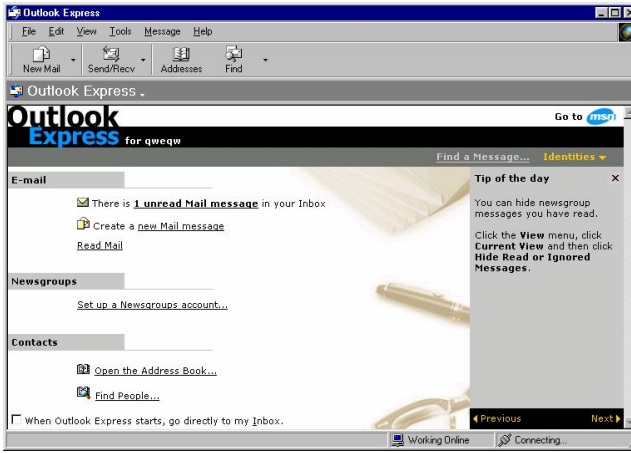 Outlook Express
File Edit View Tools Message Help
New Mail Send/Recv Addresses Find
Outlook Express
Outlook
Express for qweqw
Go to msn
Find a Message... Identities
E-mail
There is 1 unread Mail message in your Inbox
Create a new Mail message
Read Mail
Newsgroups
Set up a Newsgroups account...
Contacts
Open the Address Book...
Find People...
When Outlook Express starts, go directly to my Inbox.
Tip of the day
You can hide newsgroup
messages you have read.
Click the View menu, click
Current View and then click
Hide Read or Ignored
Messages.
Previous Next
Working Online Connecting...